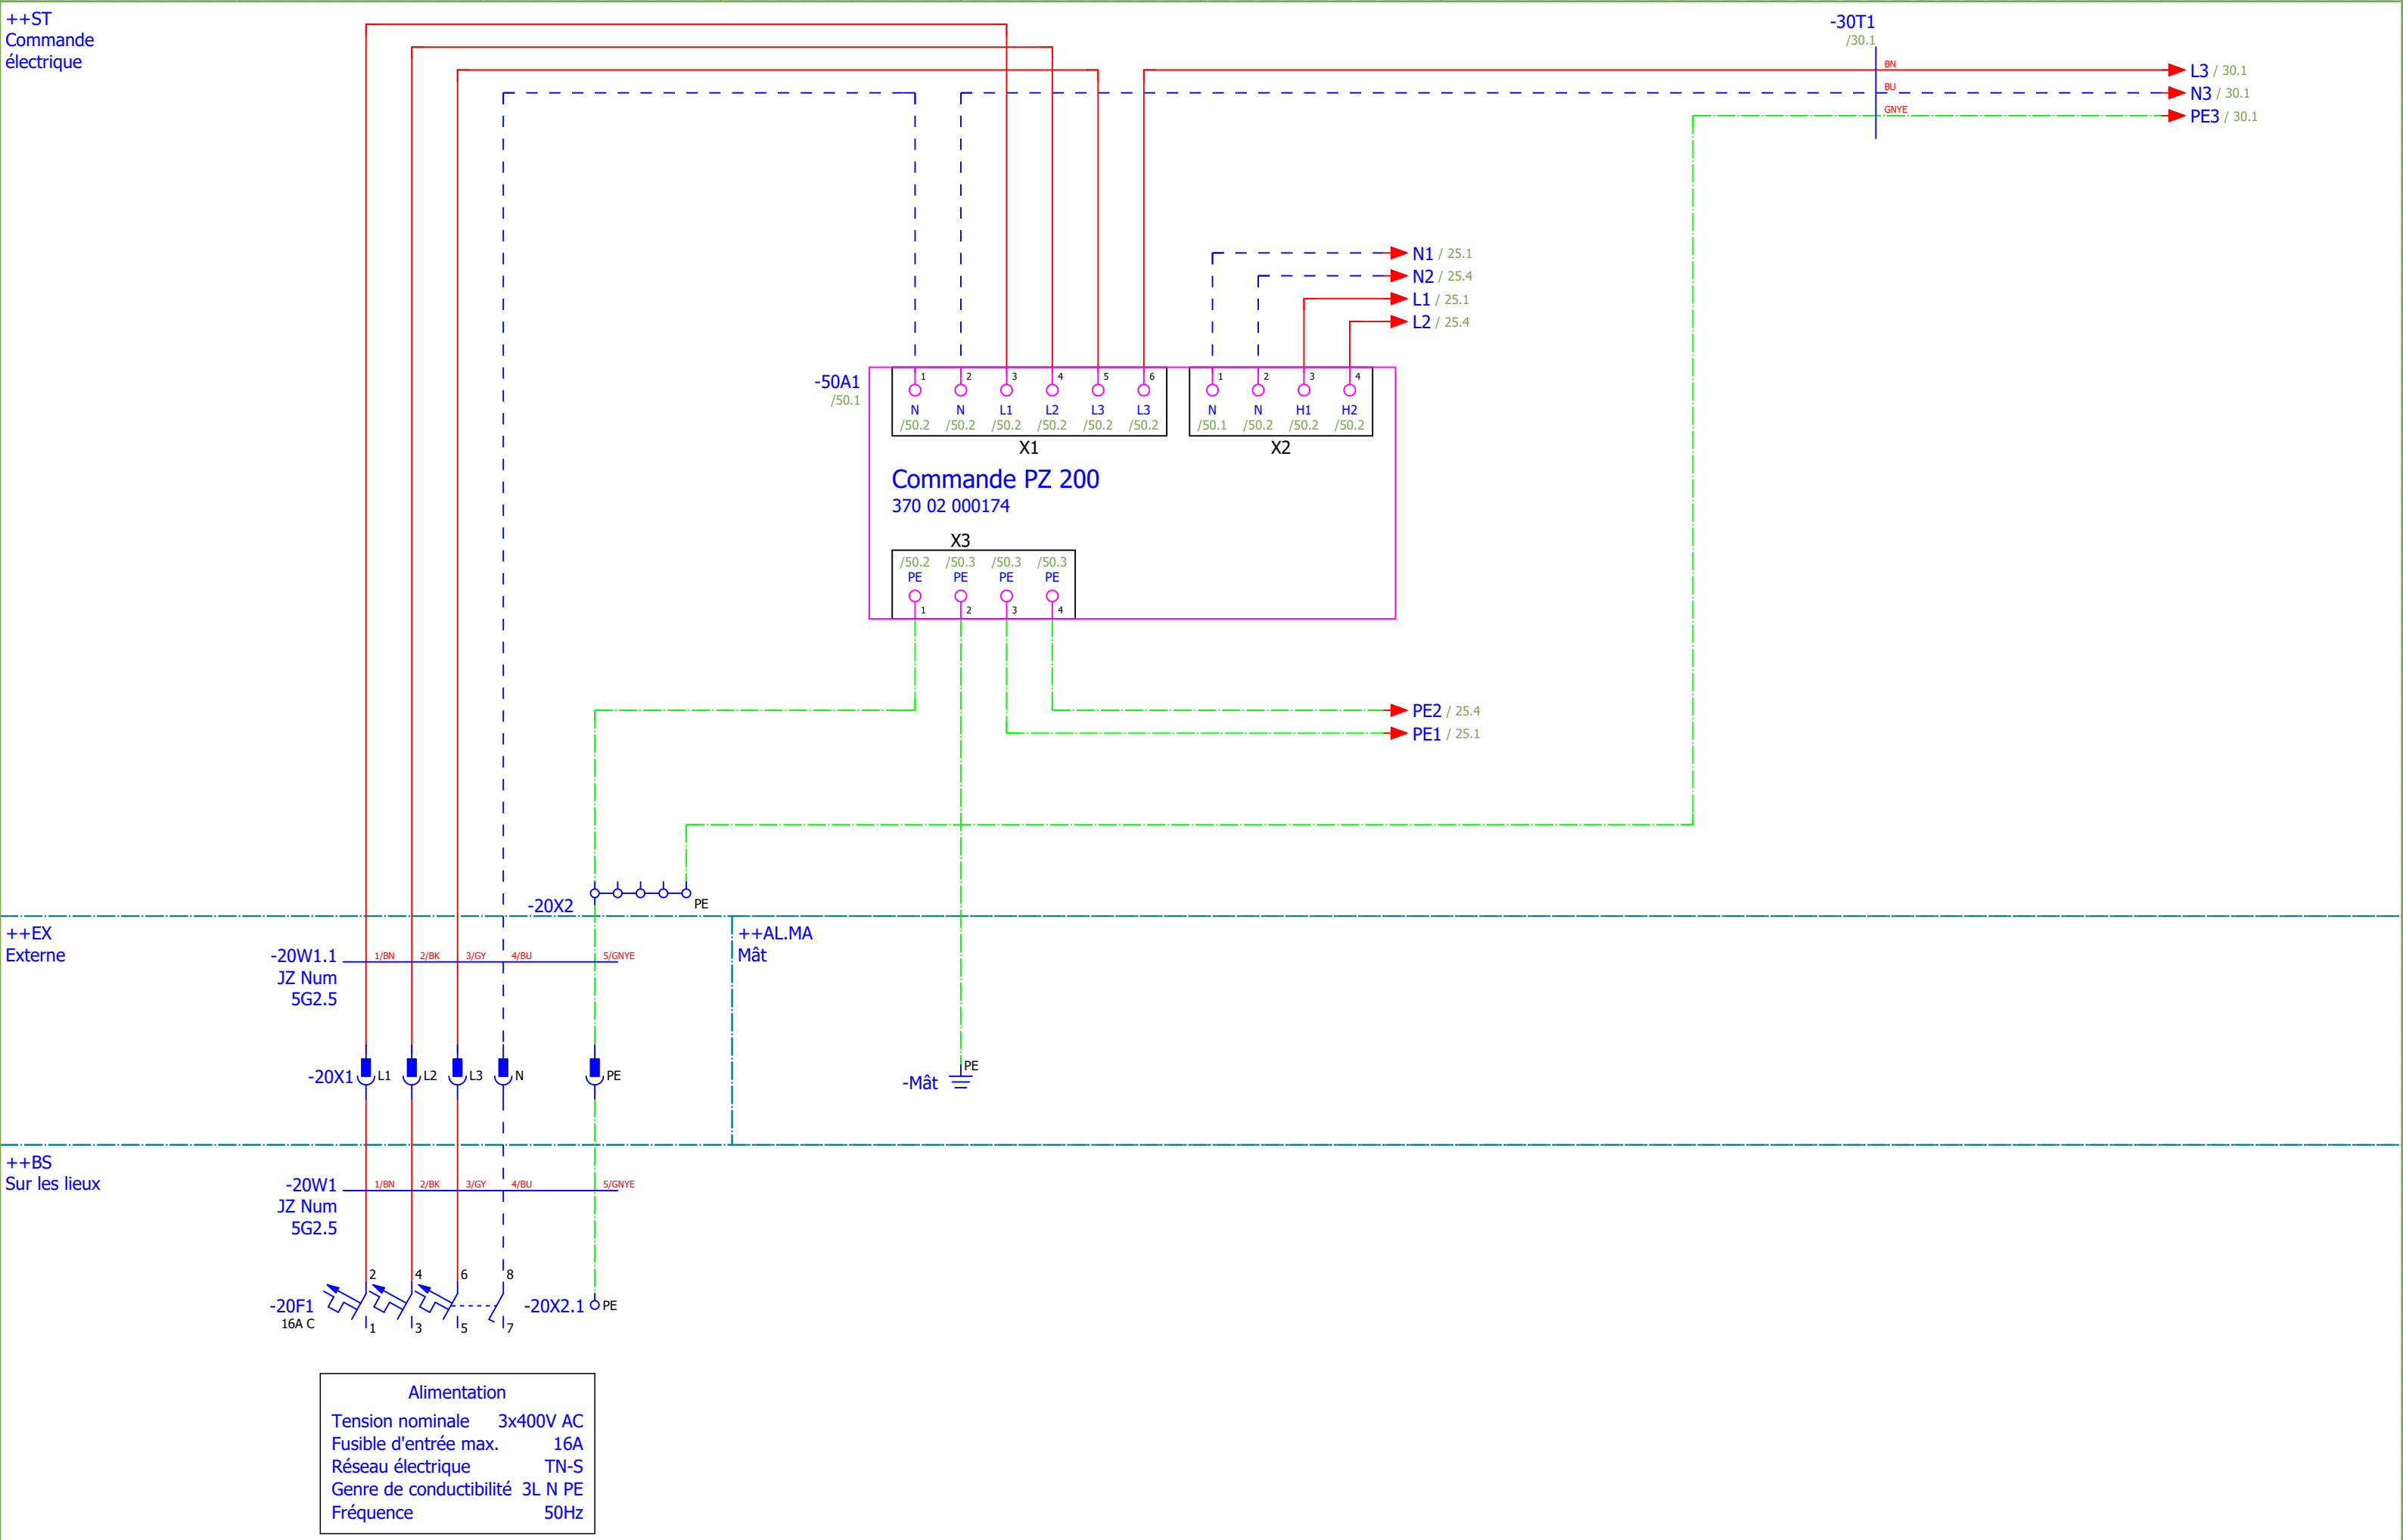 ++ST
Commande
électrique
-30T1
/30.1
BN
L3 / 30.1
BU
N3 / 30.1
GNYE
PE3 / 30.1
N1 / 25.1
N2 / 25.4
L1 / 25.1
L2 / 25.4
-50A1
/50.1
1 2 3 4 5 6 1 2 3 4
N N L1 L2 L3 L3 N N H1 H2
/50.2 /50.2 /50.2 /50.2 /50.2 /50.2 /50.1 /50.2 /50.2 /50.2
X1 X2
Commande PZ 200
370 02 000174
X3
/50.2 /50.3 /50.3 /50.3
PE PE PE PE
1 2 3 4
PE2 / 25.4
PE1 / 25.1
-20X2 PE
++EX
Externe
++AL.MA
Mât
-20W1.1 1/BN 2/BK 3/GY 4/BU 5/GNYE
JZ Num
5G2.5
-20X1 L1 L2 L3 N PE
PE
-Mât
++BS
Sur les lieux
-20W1 1/BN 2/BK 3/GY 4/BU 5/GNYE
JZ Num
5G2.5
2 4 6 8
-20F1
16A C
1 3 5 7
-20X2.1 PE
Alimentation
Tension nominale 3x400V AC
Fusible d'entrée max. 16A
Réseau électrique TN-S
Genre de conductibilité 3L N PE
Fréquence 50Hz